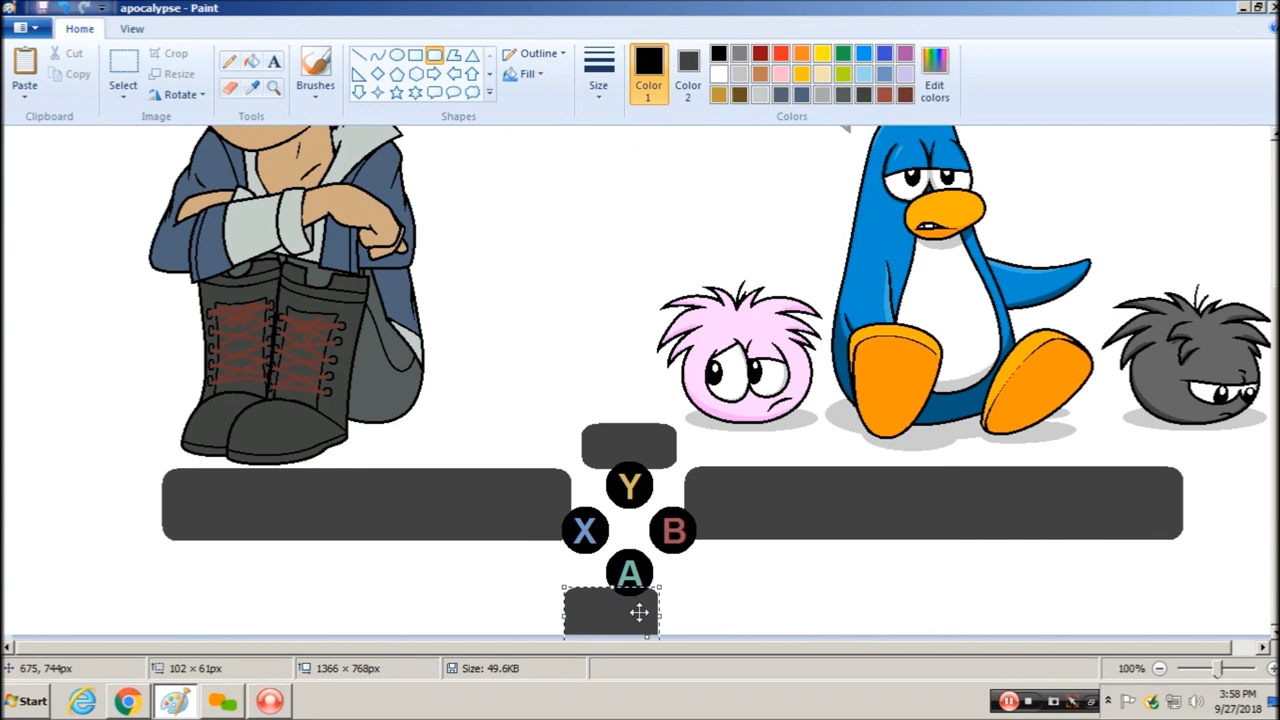 apocalypse - Paint
Home View
Paste Cut Copy
Select Crop Resize Rotate
A
Brushes
Outline Fill
Size
Color 1
Color 2
Edit colors
Clipboard Image Tools Shapes Colors
Y
X B
A
675, 744px 102 × 61px 1366 × 768px Size: 49.6KB 100%
Start 3:58 PM
9/27/2018